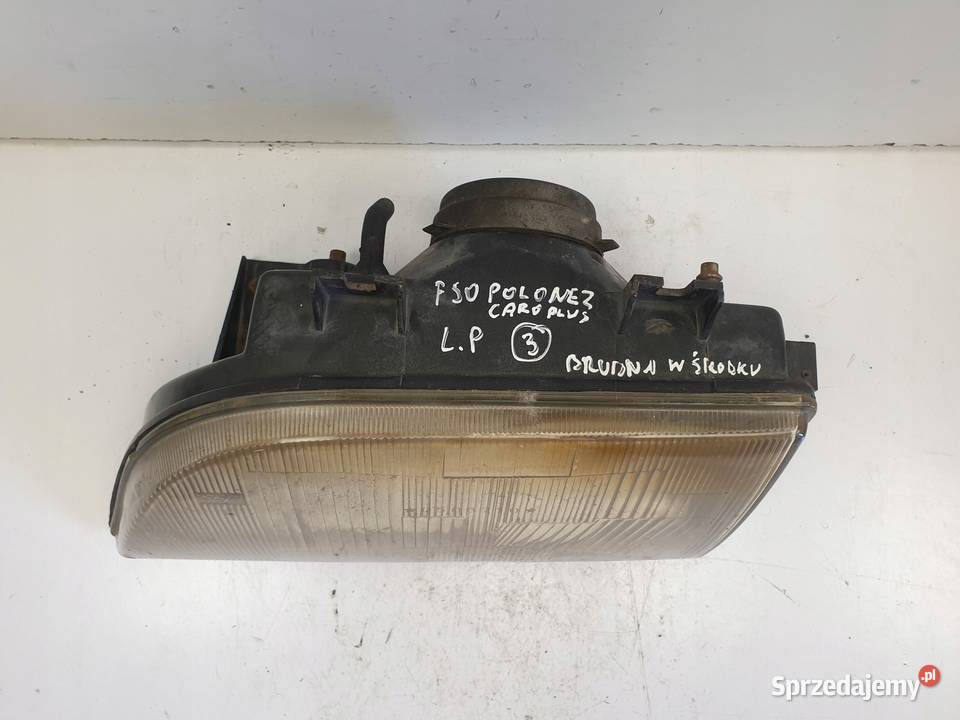 FSO POLONEZ
CARO PLUS
L.P 3
BRUDNA W ŚRODKU
Sprzedajemy.pl